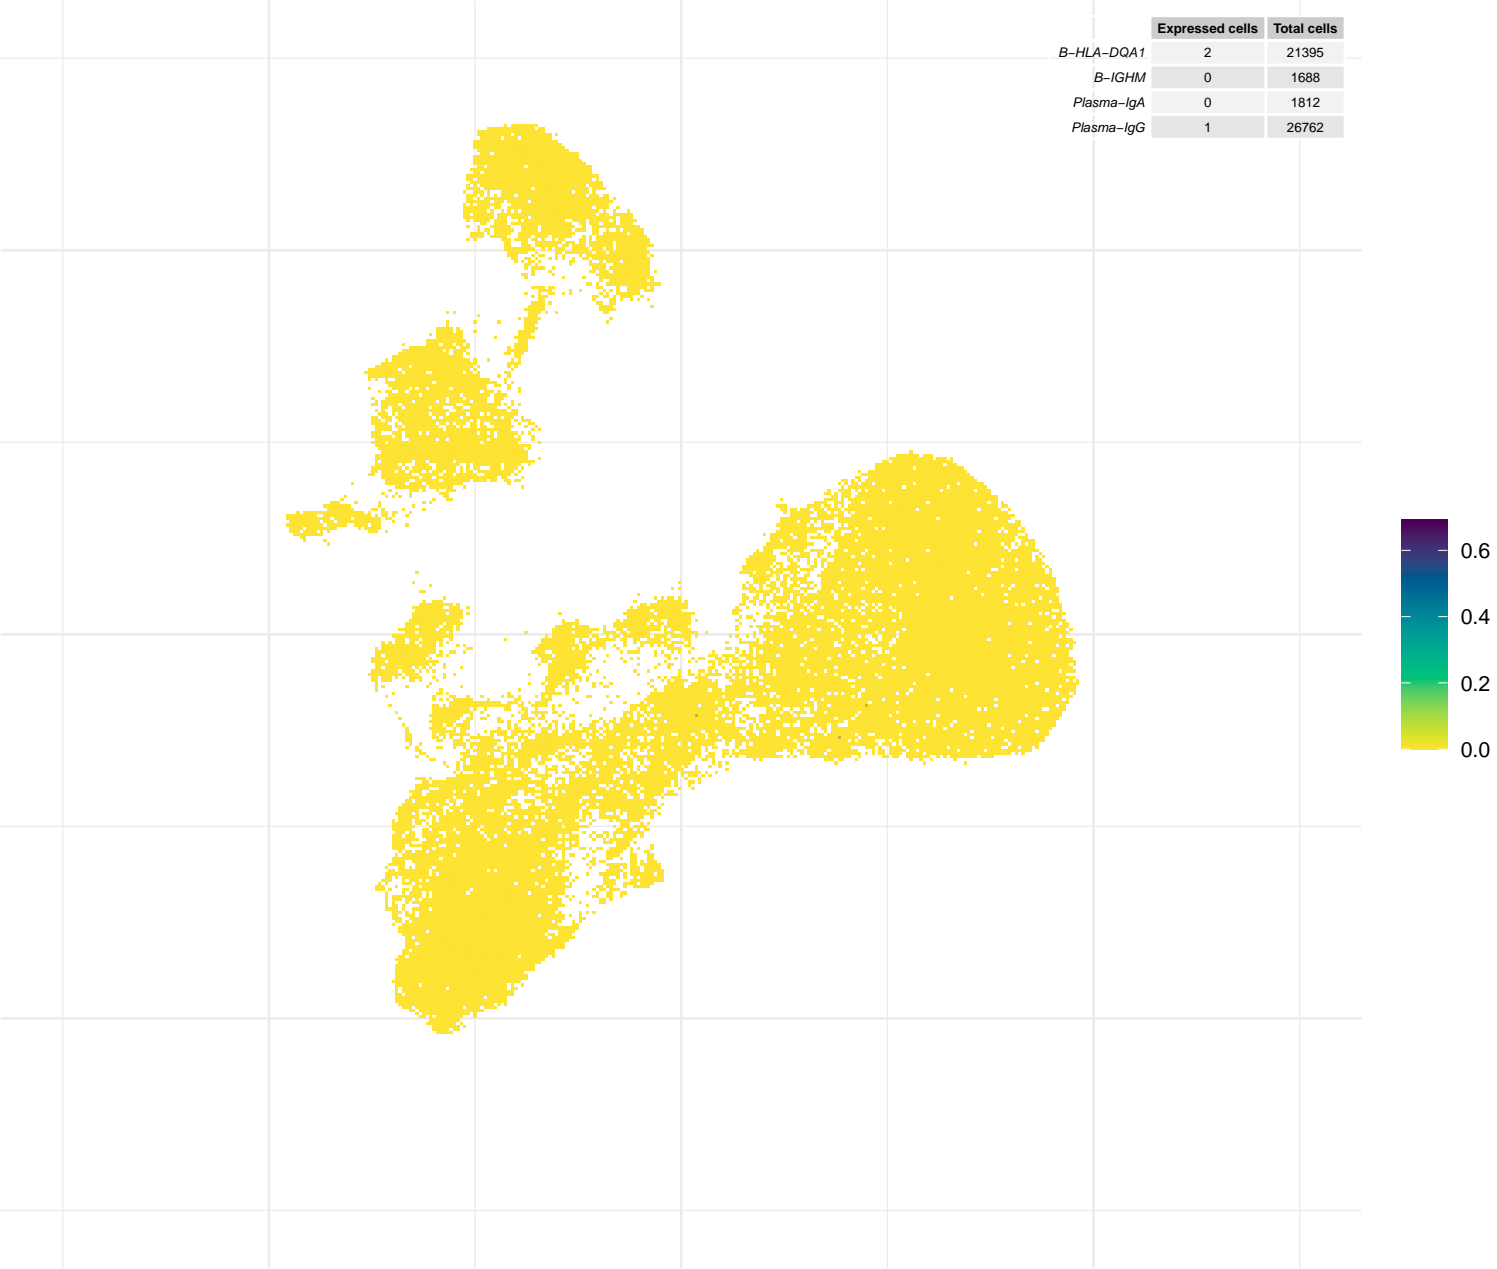 Expressed cells Total cells
B−HLA−DQA1 2 21395
B−IGHM 0 1688
Plasma−IgA 0 1812
Plasma−IgG 1 26762
0.6
0.4
0.2
0.0